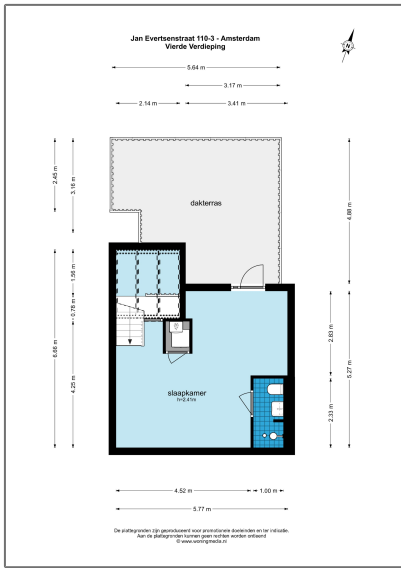 Jan Evertsenstraat 110-3 - Amsterdam
Vierde Verdieping
N
5.64 m
3.17 m
2.14 m
3.41 m
2.45 m
3.16 m
4.88 m
dakterras
1.56 m
0.78 m
6.66 m
4.25 m
2.63 m
5.27 m
2.33 m
slaapkamer
h=2.41m
4.52 m
1.00 m
5.77 m
De plattegronden zijn geproduceerd voor promotionele doeleinden en ter indicatie.
Aan de plattegronden kunnen geen rechten worden ontleend
© www.woningmedia.nl